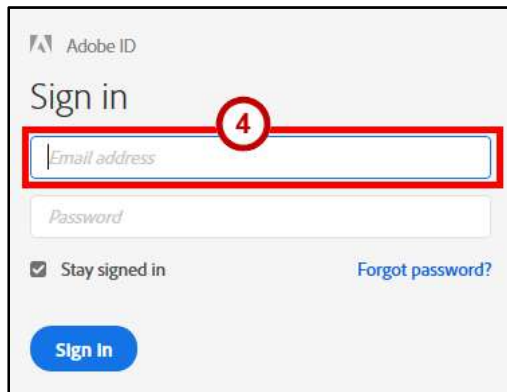 Adobe ID
Sign in
4
Email address
Password
Stay signed in Forgot password?
Sign In